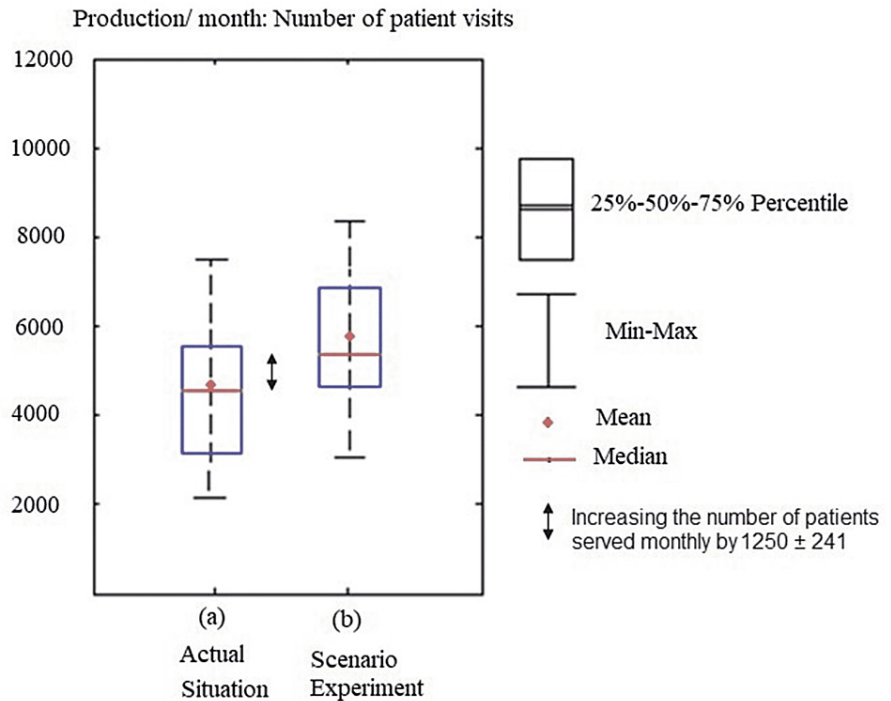 Production/ month: Number of patient visits
12000
10000
8000
6000
4000
2000
(a)
Actual
Situation
(b)
Scenario
Experiment
25%-50%-75% Percentile
Min-Max
Mean
Median
Increasing the number of patients
served monthly by 1250 ± 241